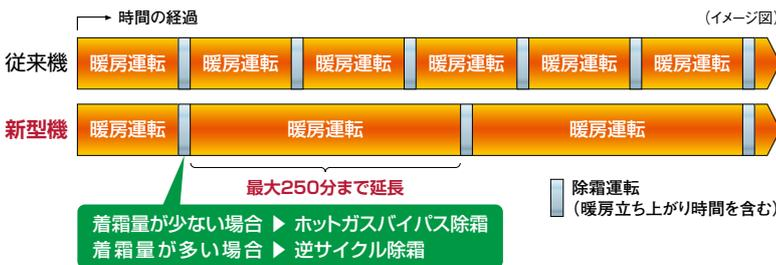 時間の経過
(イメージ図)
従来機
暖房運転 暖房運転 暖房運転 暖房運転 暖房運転 暖房運転
新型機
暖房運転 暖房運転 暖房運転
最大250分まで延長
除霜運転
(暖房立ち上がり時間を含む)
着霜量が少ない場合 ▶ ホットガスバイパス除霜
着霜量が多い場合 ▶ 逆サイクル除霜